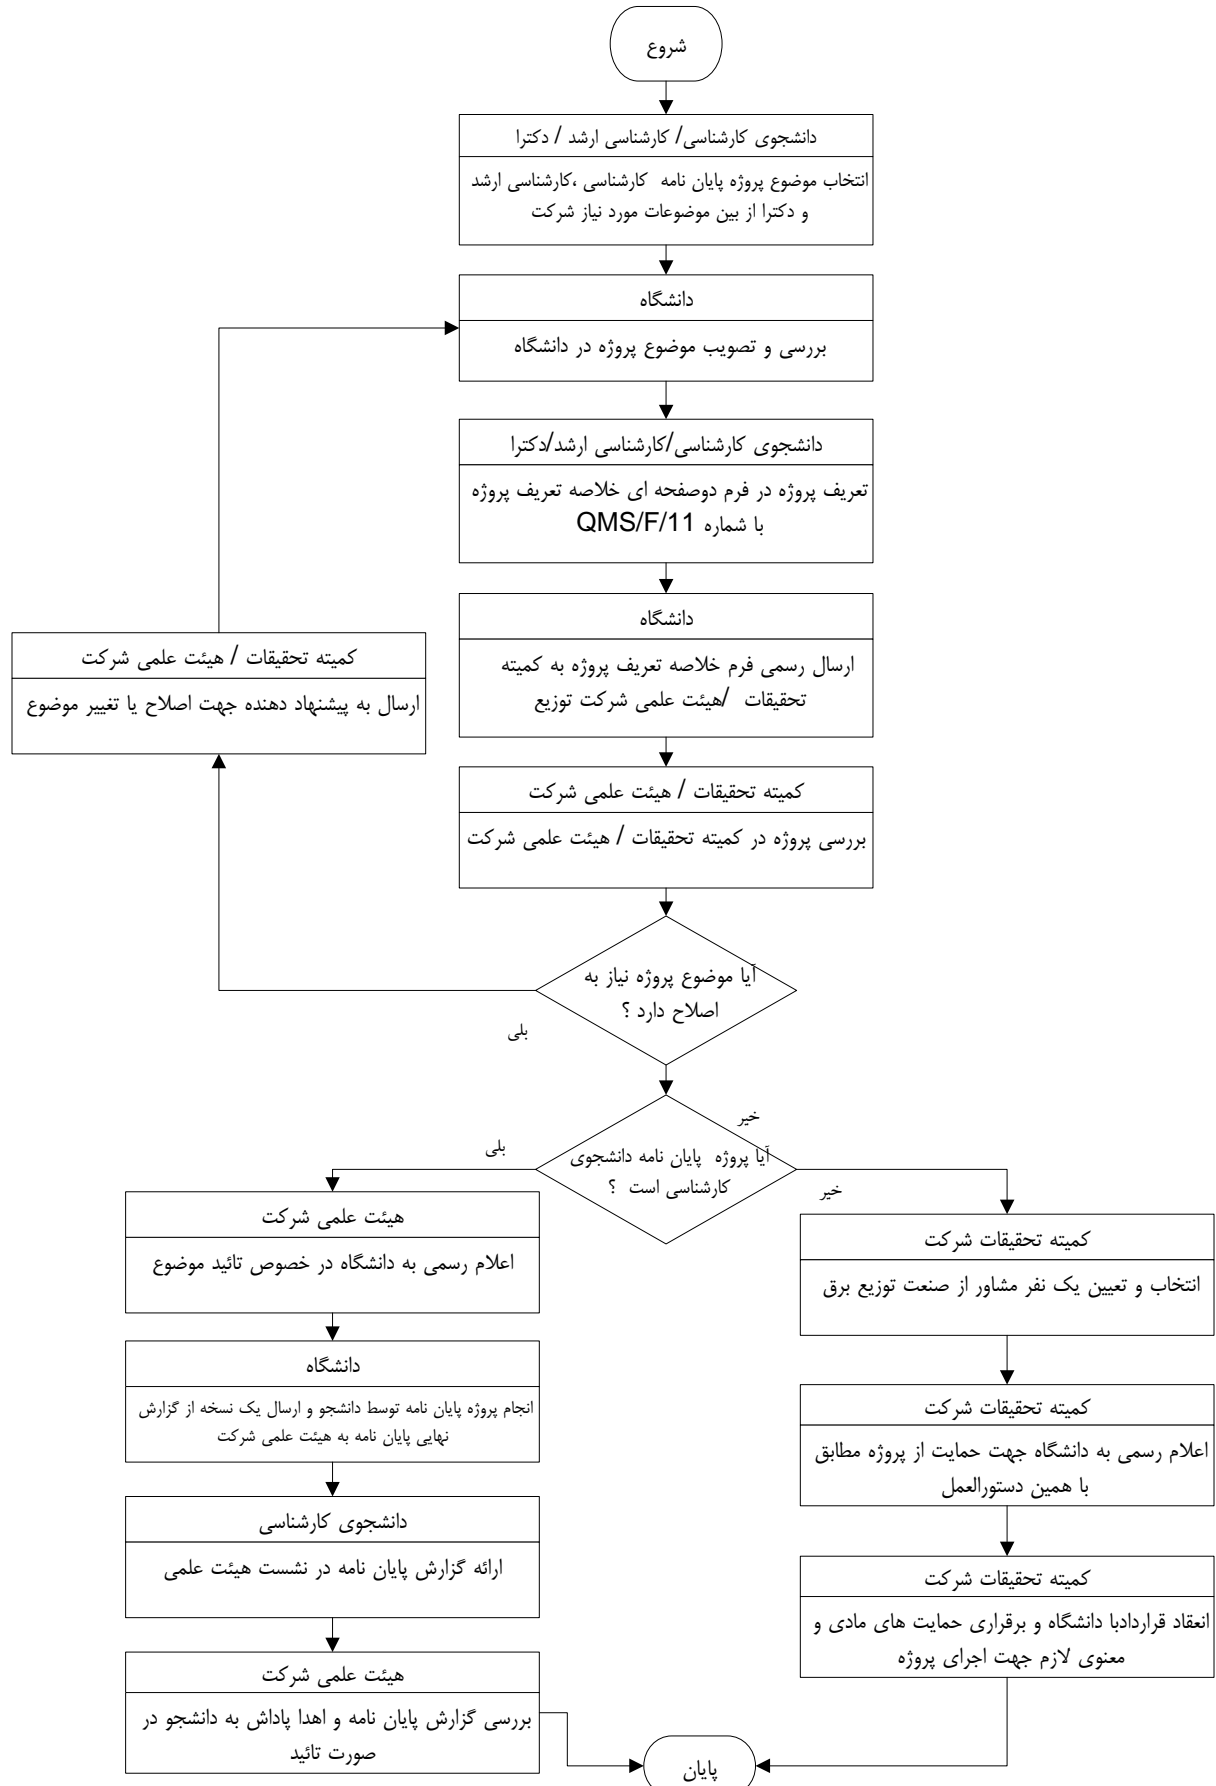 شروع
دانشجوی کارشناسی/ کارشناسی ارشد / دکترا
انتخاب موضوع پروژه پایان نامه کارشناسی ،کارشناسی ارشد
و دکترا از بین موضوعات مورد نیاز شرکت
دانشگاه
بررسی و تصویب موضوع پروژه در دانشگاه
دانشجوی کارشناسی/کارشناسی ارشد/دکترا
تعریف پروژه در فرم دوصفحه ای خلاصه تعریف پروژه
با شماره QMS/F/11
دانشگاه
ارسال رسمی فرم خلاصه تعریف پروژه به کمیته
تحقیقات /هیئت علمی شرکت توزیع
کمیته تحقیقات / هیئت علمی شرکت
ارسال به پیشنهاد دهنده جهت اصلاح یا تغییر موضوع
کمیته تحقیقات / هیئت علمی شرکت
بررسی پروژه در کمیته تحقیقات / هیئت علمی شرکت
آیا موضوع پروژه نیاز به
اصلاح دارد ؟
بلی
خیر
آیا پروژه پایان نامه دانشجوی
کارشناسی است ؟
بلی
خیر
هیئت علمی شرکت
اعلام رسمی به دانشگاه در خصوص تائید موضوع
دانشگاه
انجام پروژه پایان نامه توسط دانشجو و ارسال یک نسخه از گزارش
نهایی پایان نامه به هیئت علمی شرکت
دانشجوی کارشناسی
ارائه گزارش پایان نامه در نشست هیئت علمی
هیئت علمی شرکت
بررسی گزارش پایان نامه و اهدا پاداش به دانشجو در
صورت تائید
کمیته تحقیقات شرکت
انتخاب و تعیین یک نفر مشاور از صنعت توزیع برق
کمیته تحقیقات شرکت
اعلام رسمی به دانشگاه جهت حمایت از پروژه مطابق
با همین دستورالعمل
کمیته تحقیقات شرکت
انعقاد قراردادبا دانشگاه و برقراری حمایت های مادی و
معنوی لازم جهت اجرای پروژه
پایان